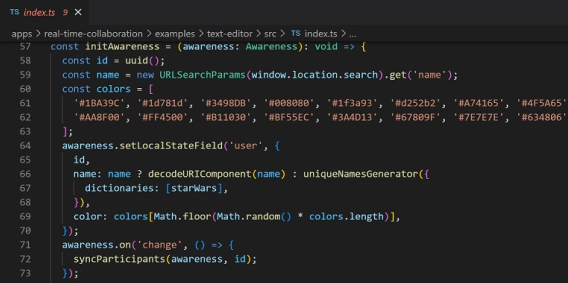 TS index.ts 9 ×
apps > real-time-collaboration > examples > text-editor > src > TS index.ts > ...
57 const initAwareness = (awareness: Awareness): void => {
58 const id = uuid();
59 const name = new URLSearchParams(window.location.search).get('name');
60 const colors = [
61 '#1BA39C', '#1d781d', '#3498DB', '#008080', '#1f3a93', '#d252b2', '#A74165', '#4F5A65'
62 '#AA8F00', '#FF4500', '#B11030', '#BF55EC', '#3A4D13', '#67809F', '#7E7E7E', '#634806'
63 ];
64 awareness.setLocalStateField('user', {
65 id,
66 name: name ? decodeURIComponent(name) : uniqueNamesGenerator({
67 dictionaries: [starWars],
68 }),
69 color: colors[Math.floor(Math.random() * colors.length)],
70 });
71 awareness.on('change', () => {
72 syncParticipants(awareness, id);
73 });